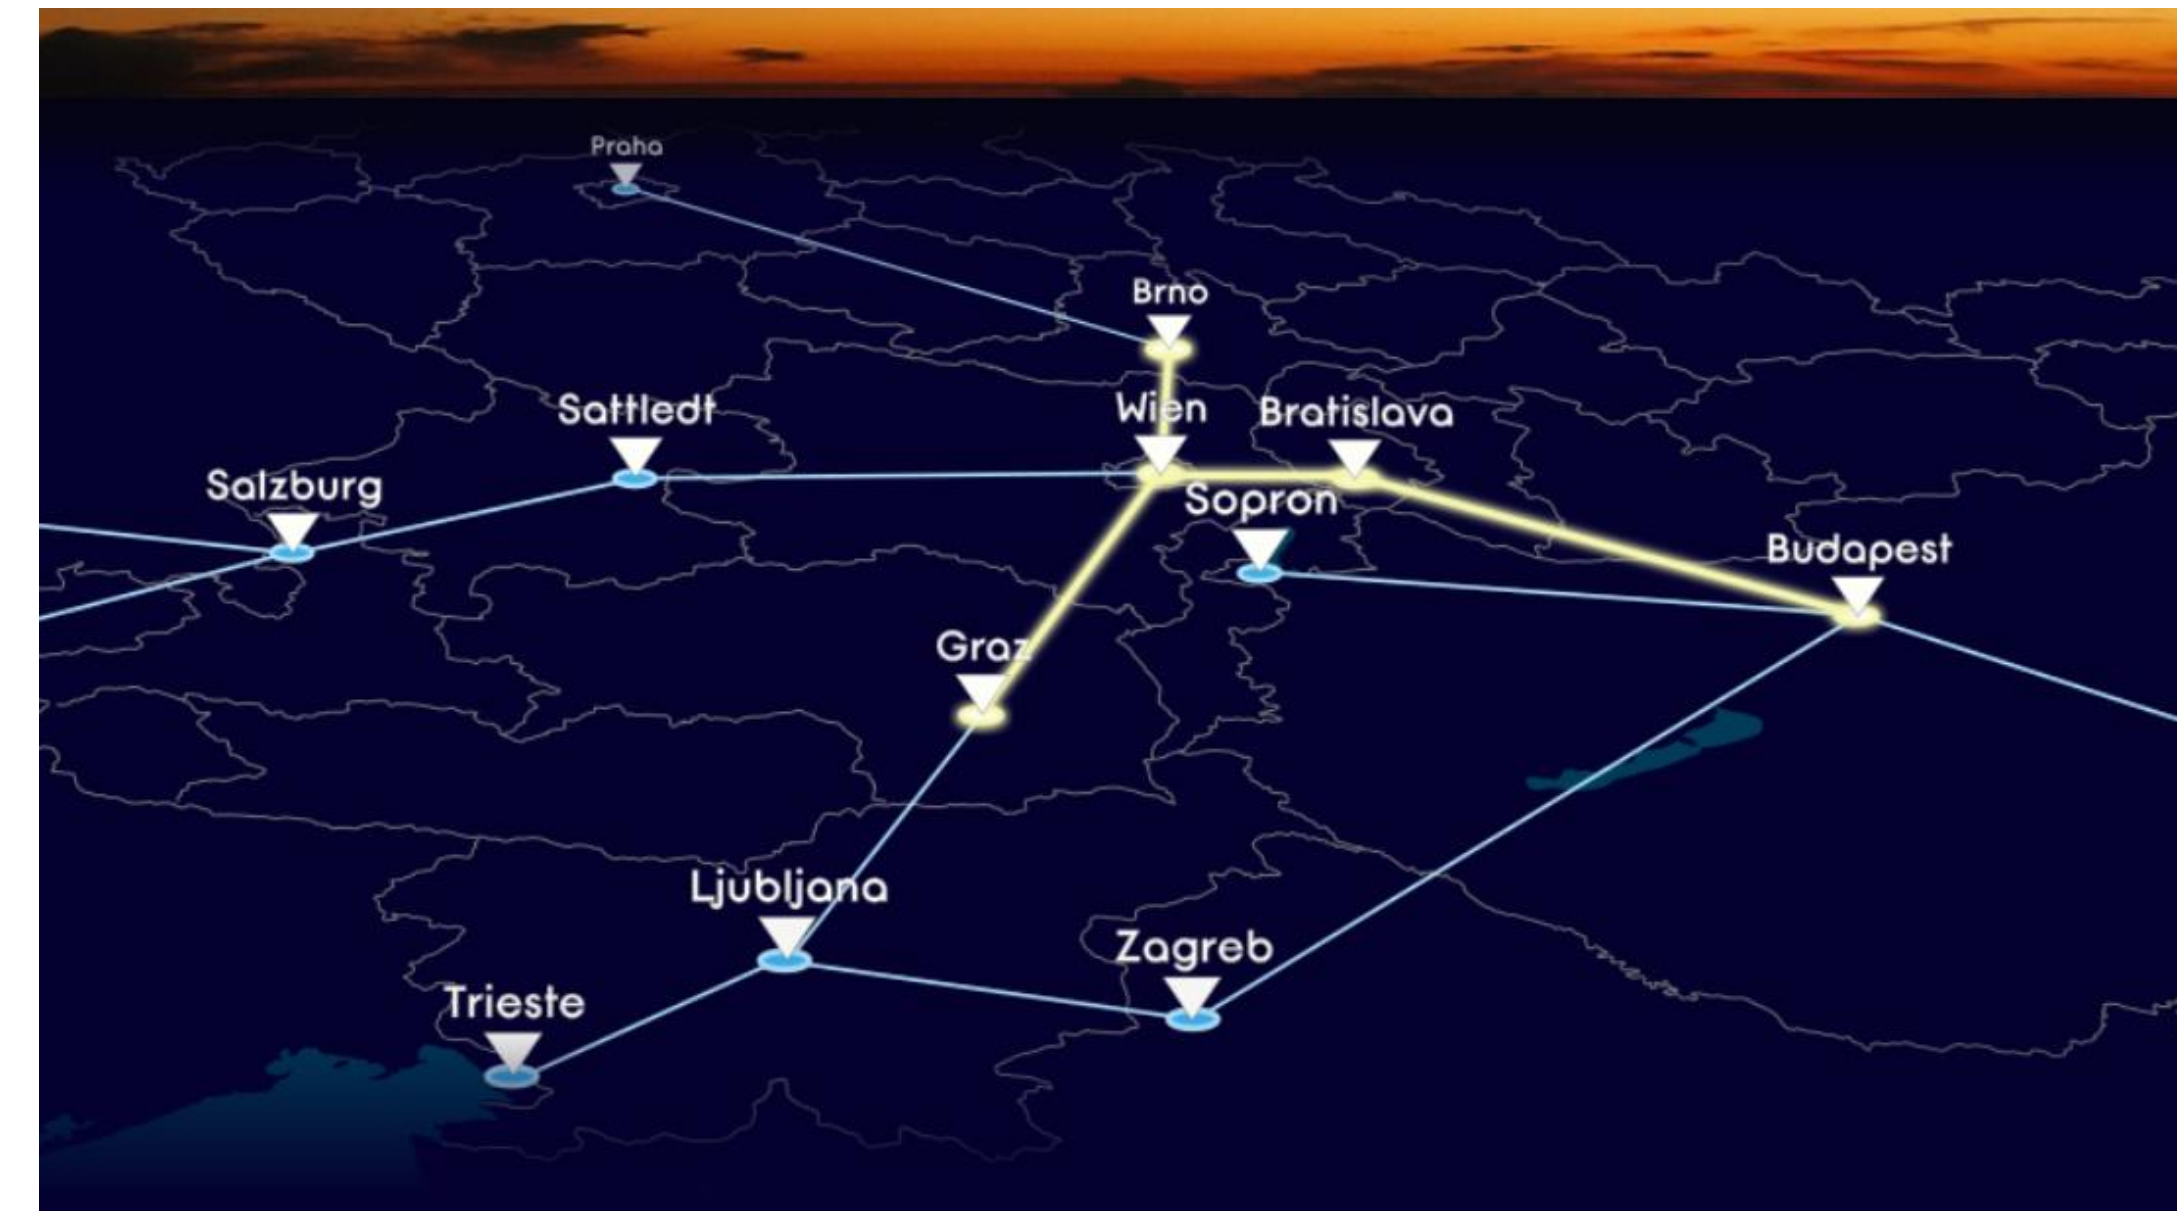 Praha
Brno
Sattledt
Wien
Bratislava
Salzburg
Sopron
Budapest
Graz
Ljubljana
Zagreb
Trieste